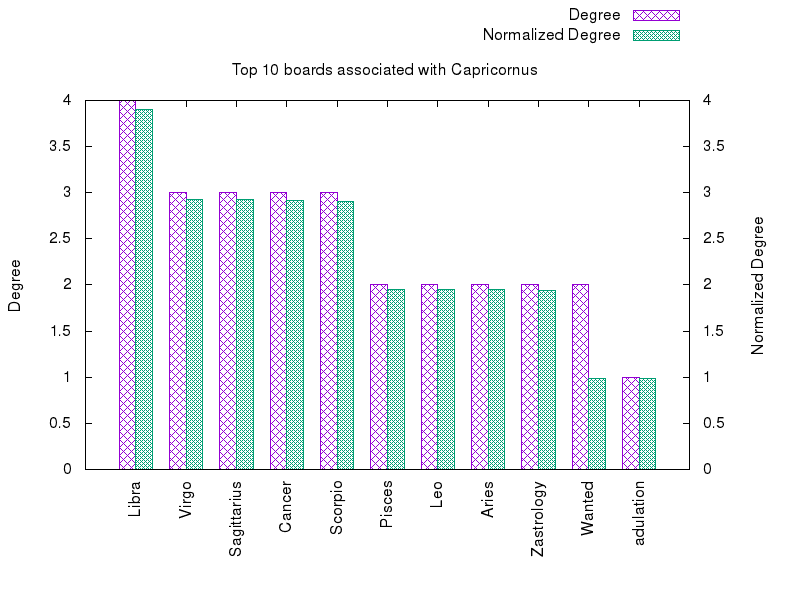 Degree
Normalized Degree
Top 10 boards associated with Capricornus
4 4
3.5 3.5
3 3
2.5 2.5
2 2
1.5 1.5
1 1
0.5 0.5
0 0
Degree
Normalized Degree
Libra
Virgo
Sagittarius
Cancer
Scorpio
Pisces
Leo
Aries
Zastrology
Wanted
adulation